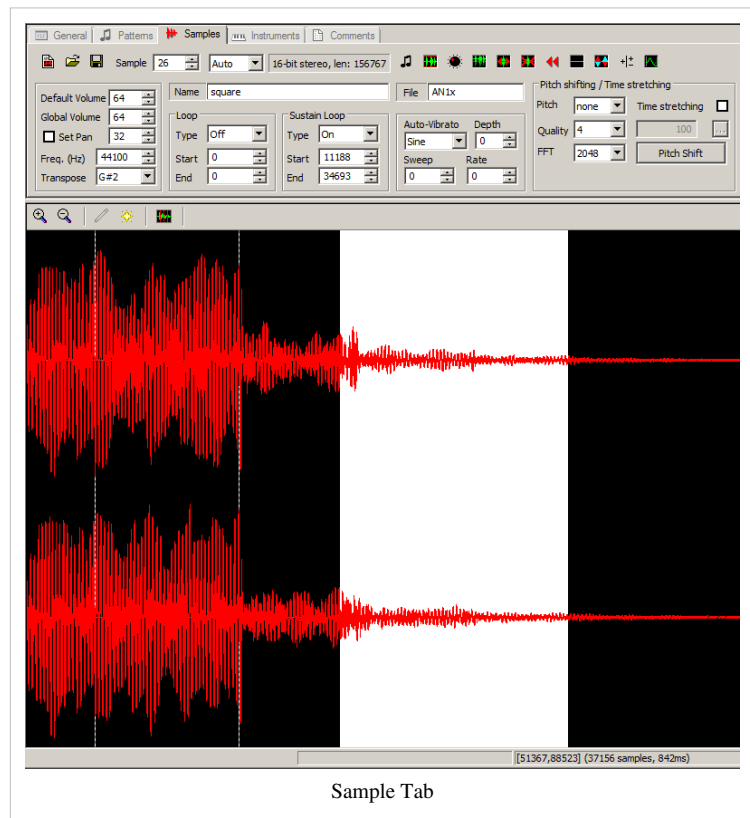 General Patterns Samples Instruments Comments
Sample 26 Auto 16-bit stereo, len: 156767
Default Volume 64
Global Volume 64
Set Pan 32
Freq. (Hz) 44100
Transpose G#2
Name square
File AN1x
Loop
Type Off
Start 0
End 0
Sustain Loop
Type On
Start 11188
End 34693
Auto-Vibrato Depth
Sine 0
Sweep Rate
0 0
Pitch shifting / Time stretching
Pitch none Time stretching
Quality 4 100 ...
FFT 2048 Pitch Shift
[51367,88523] (37156 samples, 842ms)
Sample Tab